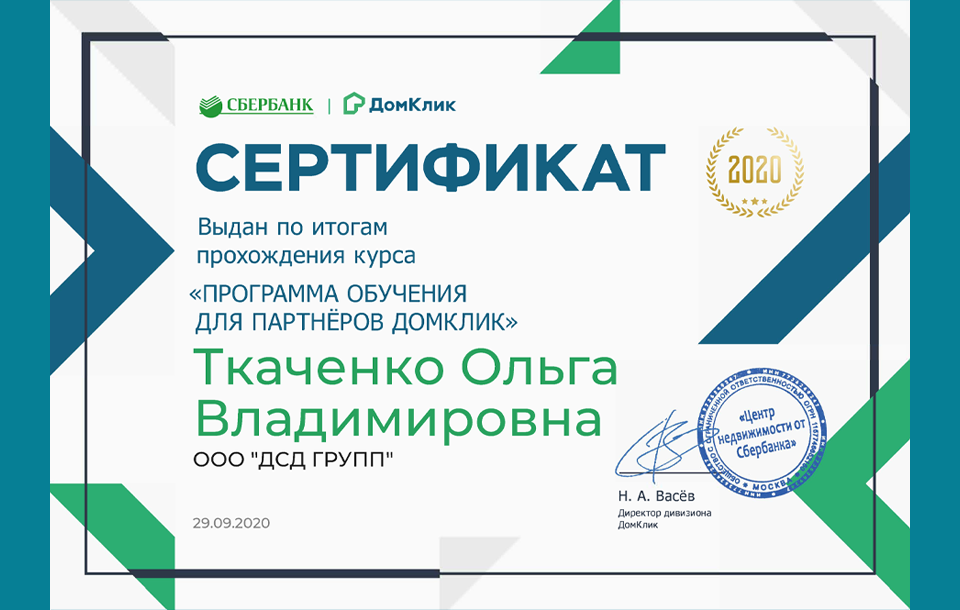 СБЕРБАНК | ДомКлик
СЕРТИФИКАТ
2020
Выдан по итогам
прохождения курса
«ПРОГРАММА ОБУЧЕНИЯ
ДЛЯ ПАРТНЁРОВ ДОМКЛИК»
Ткаченко Ольга
Владимировна
ООО "ДСД ГРУПП"
«Центр
недвижимости от
Сбербанка»
ОБЩЕСТВО С ОГРАНИЧЕННОЙ ОТВЕТСТВЕННОСТЬЮ ОГРН
МОСКВА
Н. А. Васёв
Директор дивизиона
ДомКлик
29.09.2020